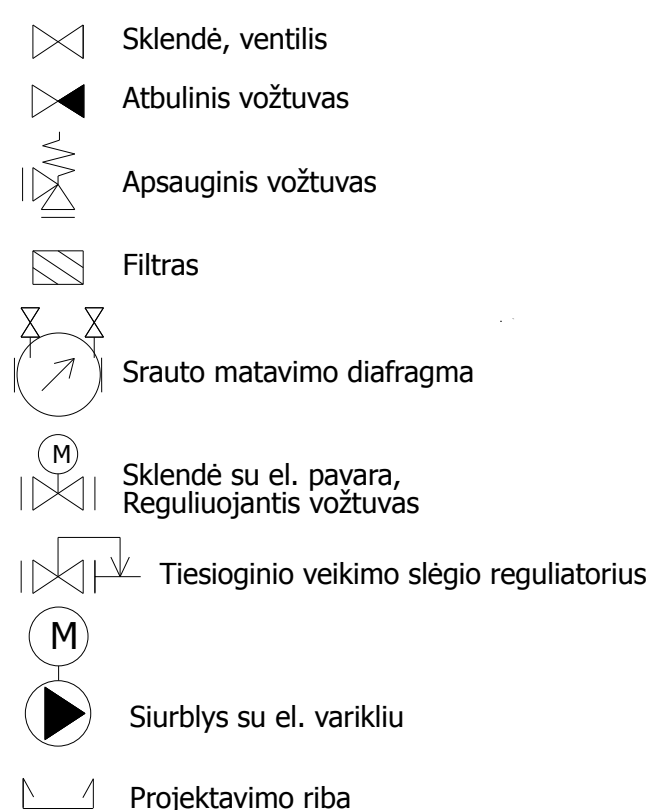 Sklendė, ventilis
Atbulinis vožtuvas
Apsauginis vožtuvas
Filtras
Srauto matavimo diafragma
M
Sklendė su el. pavara,
Reguliuojantis vožtuvas
Tiesioginio veikimo slėgio reguliatorius
M
Siurblys su el. varikliu
Projektavimo riba